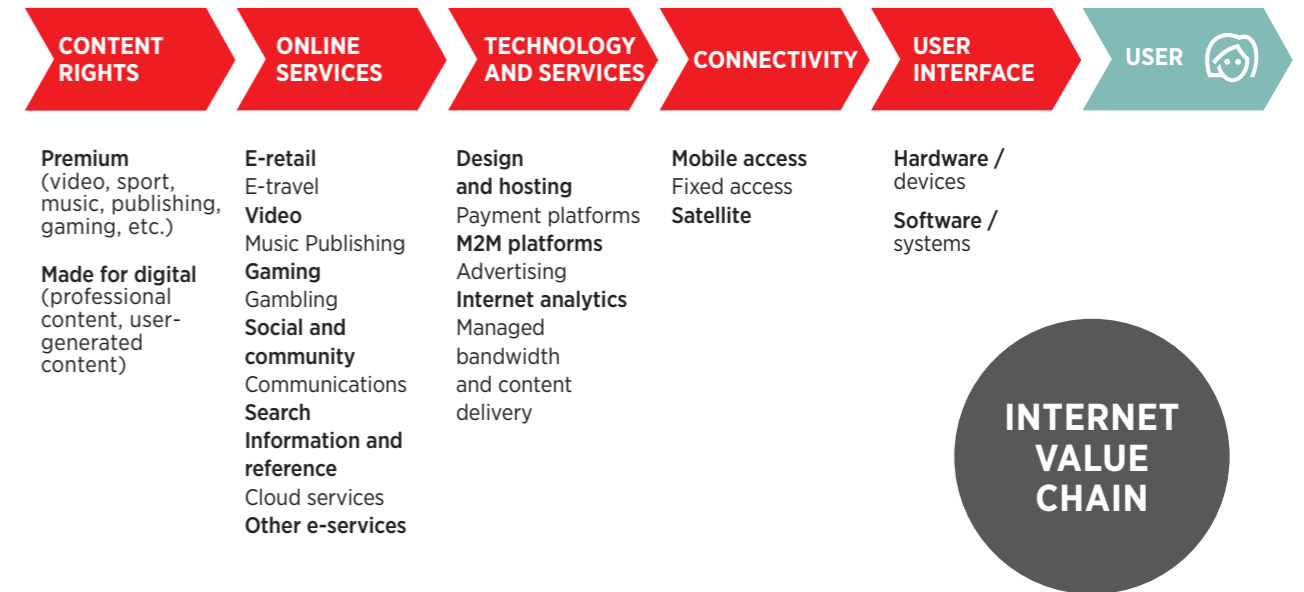 CONTENT
RIGHTS
ONLINE
SERVICES
TECHNOLOGY
AND SERVICES
CONNECTIVITY
USER
INTERFACE
USER
Premium
(video, sport,
music, publishing,
gaming, etc.)
Made for digital
(professional
content, user-
generated
content)
E-retail
E-travel
Video
Music Publishing
Gaming
Gambling
Social and
community
Communications
Search
Information and
reference
Cloud services
Other e-services
Design
and hosting
Payment platforms
M2M platforms
Advertising
Internet analytics
Managed
bandwidth
and content
delivery
Mobile access
Fixed access
Satellite
Hardware /
devices
Software /
systems
INTERNET
VALUE
CHAIN